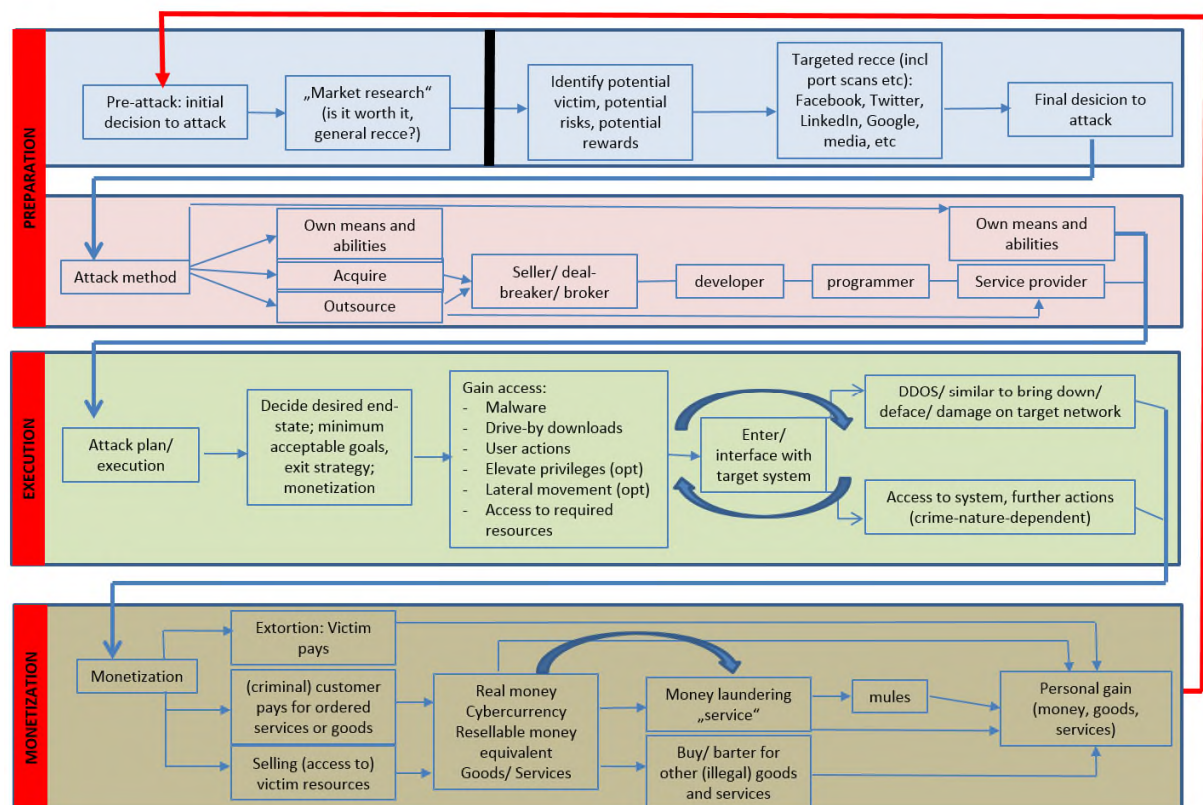 PREPARATION
Pre-attack: initial
decision to attack
„Market research“
(is it worth it,
general recce?)
Identify potential
victim, potential
risks, potential
rewards
Targeted recce (incl
port scans etc):
Facebook, Twitter,
LinkedIn, Google,
media, etc
Final desicion to
attack
Attack method
Own means and
abilities
Acquire
Outsource
Seller/ deal-
breaker/ broker
developer
programmer
Own means and
abilities
Service provider
EXECUTION
Attack plan/
execution
Decide desired end-
state; minimum
acceptable goals,
exit strategy;
monetization
Gain access:
- Malware
- Drive-by downloads
- User actions
- Elevate privileges (opt)
- Lateral movement (opt)
- Access to required
resources
Enter/
interface with
target system
DDOS/ similar to bring down/
deface/ damage on target network
Access to system, further actions
(crime-nature-dependent)
MONETIZATION
Monetization
Extortion: Victim
pays
(criminal) customer
pays for ordered
services or goods
Selling (access to)
victim resources
Real money
Cybercurrency
Resellable money
equivalent
Goods/ Services
Money laundering
„service“
mules
Buy/ barter for
other (illegal) goods
and services
Personal gain
(money, goods,
services)